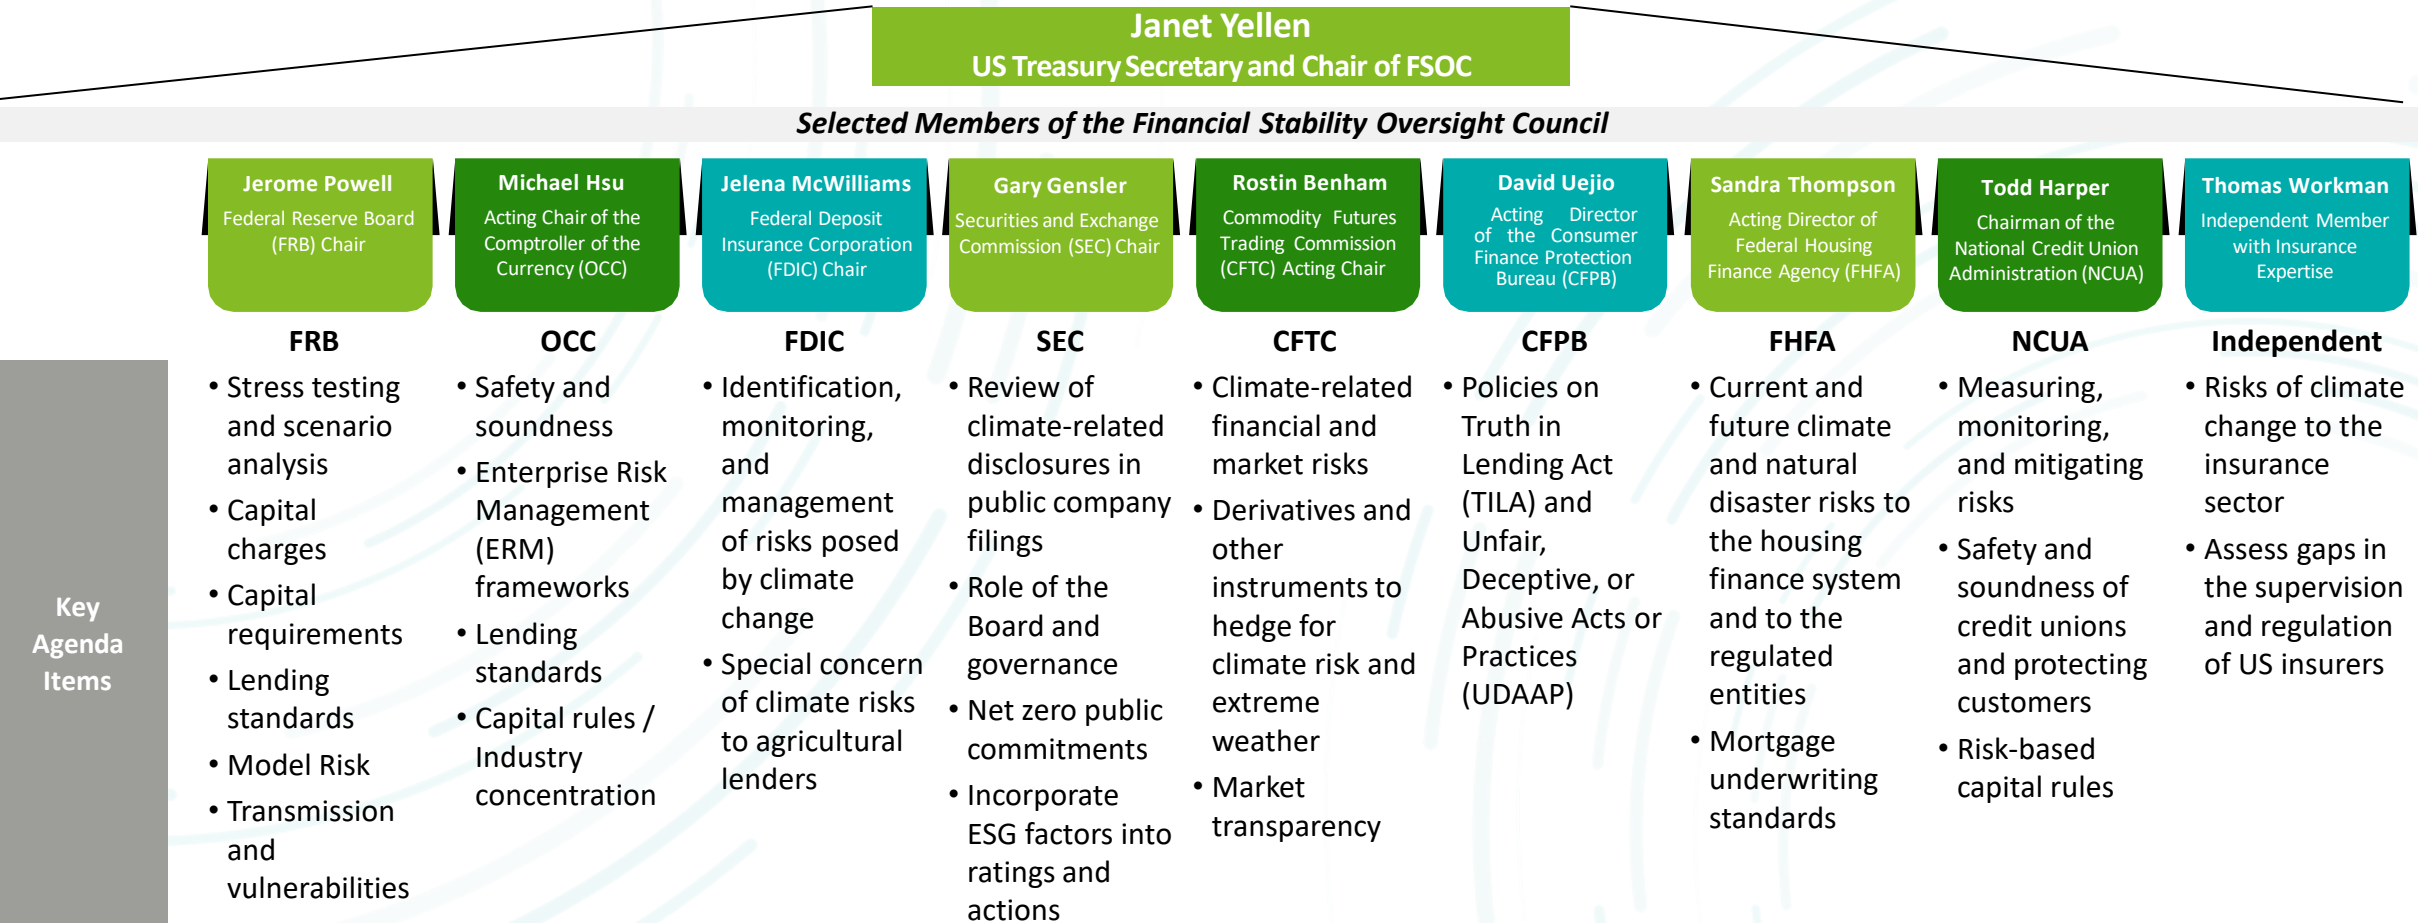 Janet Yellen
US Treasury Secretary and Chair of FSOC
Selected Members of the Financial Stability Oversight Council
Jerome Powell
Federal Reserve Board
(FRB) Chair
Michael Hsu
Acting Chair of the
Comptroller of the
Currency (OCC)
Jelena McWilliams
Federal Deposit
Insurance Corporation
(FDIC) Chair
Gary Gensler
Securities and Exchange
Commission (SEC) Chair
Rostin Benham
Commodity Futures
Trading Commission
(CFTC) Acting Chair
David Uejio
Acting Director
of the Consumer
Finance Protection
Bureau (CFPB)
Sandra Thompson
Acting Director of
Federal Housing
Finance Agency (FHFA)
Todd Harper
Chairman of the
National Credit Union
Administration (NCUA)
Thomas Workman
Independent Member
with Insurance
Expertise
Key
Agenda
Items
FRB
• Stress testing
and scenario
analysis
• Capital
charges
• Capital
requirements
• Lending
standards
• Model Risk
• Transmission
and
vulnerabilities
OCC
• Safety and
soundness
• Enterprise Risk
Management
(ERM)
frameworks
• Lending
standards
• Capital rules /
Industry
concentration
FDIC
• Identification,
monitoring,
and
management
of risks posed
by climate
change
• Special concern
of climate risks
to agricultural
lenders
SEC
• Review of
climate-related
disclosures in
public company
filings
• Role of the
Board and
governance
• Net zero public
commitments
• Incorporate
ESG factors into
ratings and
actions
CFTC
• Climate-related
financial and
market risks
• Derivatives and
other
instruments to
hedge for
climate risk and
extreme
weather
• Market
transparency
CFPB
• Policies on
Truth in
Lending Act
(TILA) and
Unfair,
Deceptive, or
Abusive Acts or
Practices
(UDAAP)
FHFA
• Current and
future climate
and natural
disaster risks to
the housing
finance system
and to the
regulated
entities
• Mortgage
underwriting
standards
NCUA
• Measuring,
monitoring,
and mitigating
risks
• Safety and
soundness of
credit unions
and protecting
customers
• Risk-based
capital rules
Independent
• Risks of climate
change to the
insurance
sector
• Assess gaps in
the supervision
and regulation
of US insurers